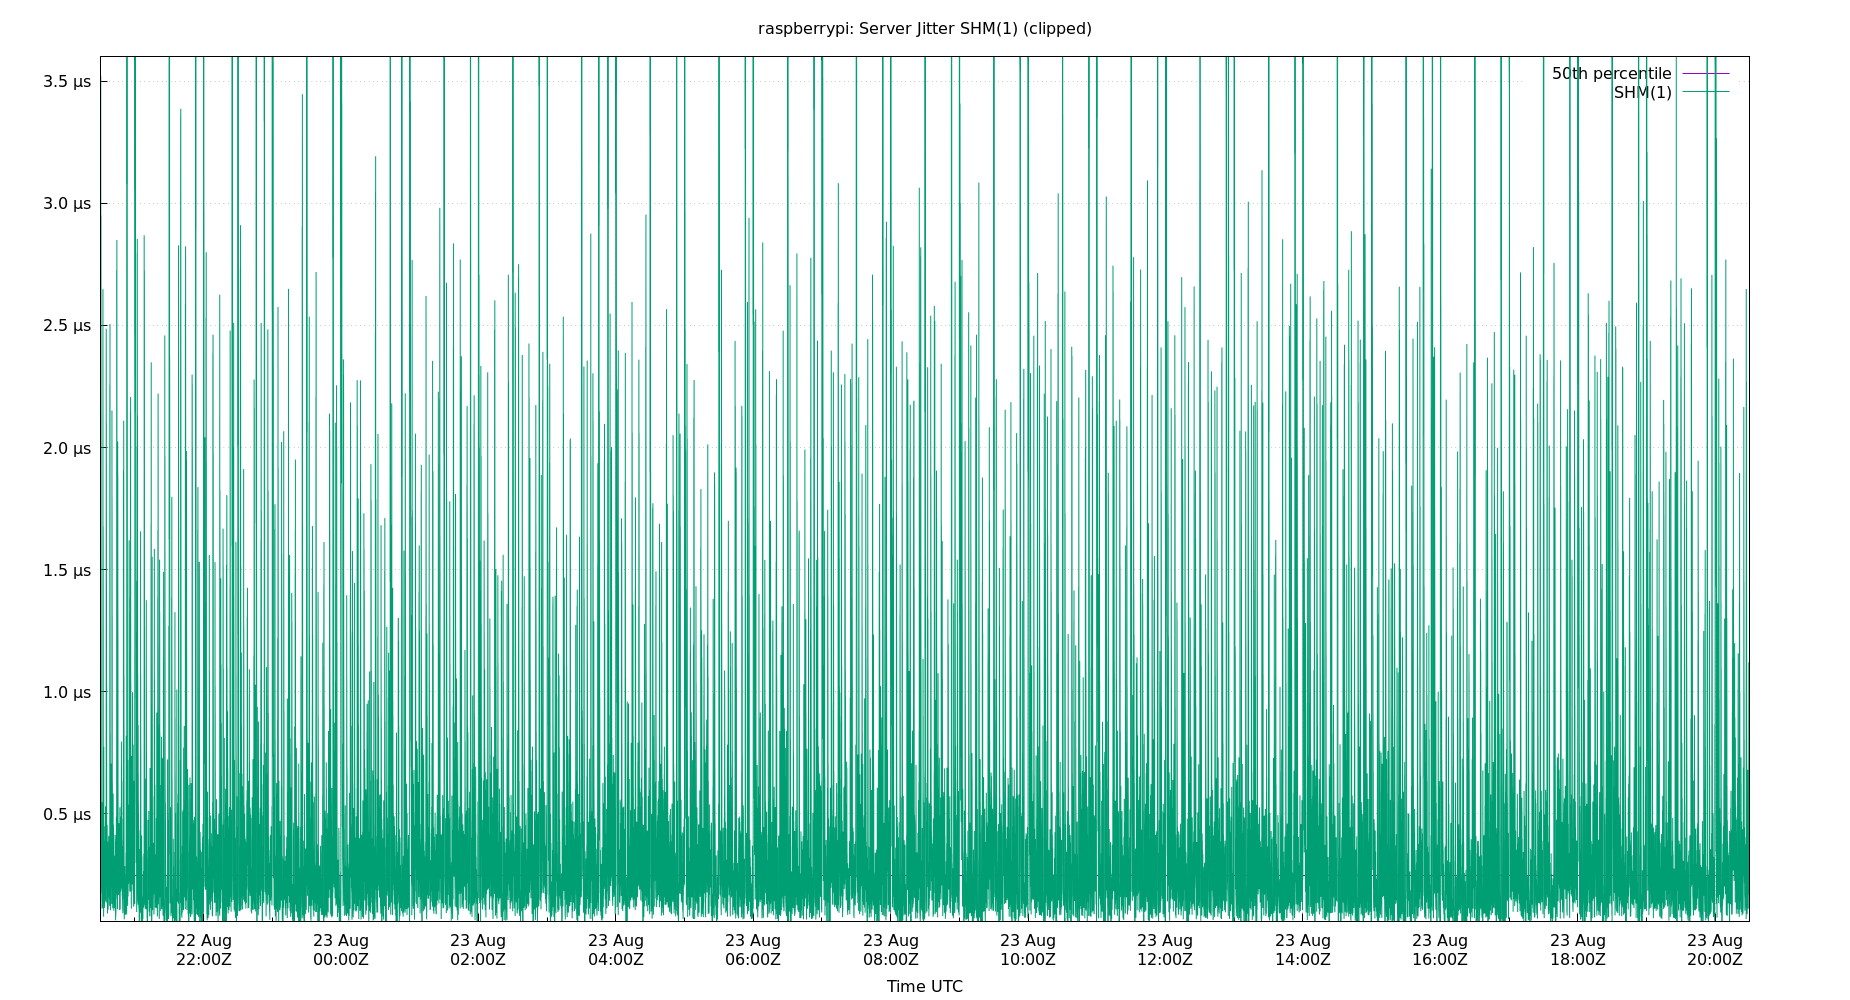 raspberrypi: Server Jitter SHM(1) (clipped)
50th percentile
SHM(1)
3.5 µs
3.0 µs
2.5 µs
2.0 µs
1.5 µs
1.0 µs
0.5 µs
22 Aug 23 Aug 23 Aug 23 Aug 23 Aug 23 Aug 23 Aug 23 Aug 23 Aug 23 Aug 23 Aug 23 Aug
22:00Z 00:00Z 02:00Z 04:00Z 06:00Z 08:00Z 10:00Z 12:00Z 14:00Z 16:00Z 18:00Z 20:00Z
Time UTC